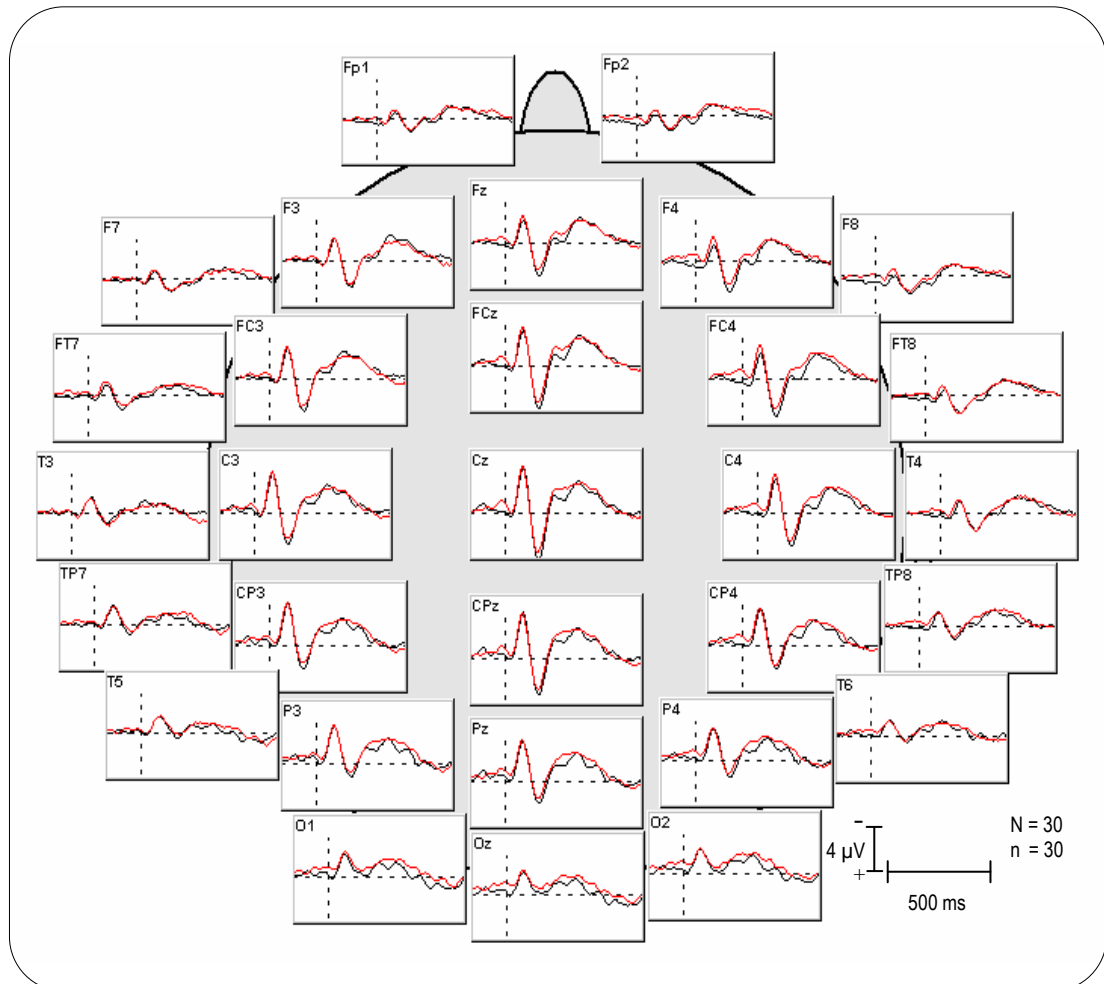 Fp1
Fp2
F7
F3
Fz
F4
F8
FT7
FC3
FCz
FC4
FT8
T3
C3
Cz
C4
T4
TP7
CP3
CPz
CP4
TP8
T5
P3
Pz
P4
T6
O1
Oz
O2
−
4 µV
+
500 ms
N = 30
n = 30